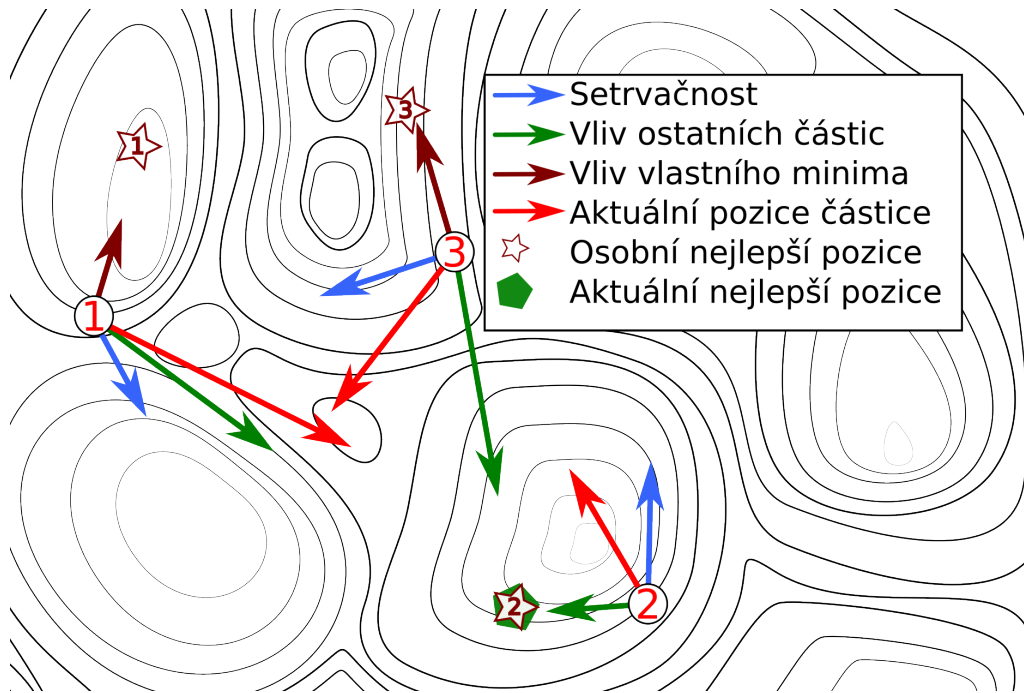 Setrvačnost
Vliv ostatních částic
Vliv vlastního minima
Aktuální pozice částice
Osobní nejlepší pozice
Aktuální nejlepší pozice
3
1
3
1
2
2